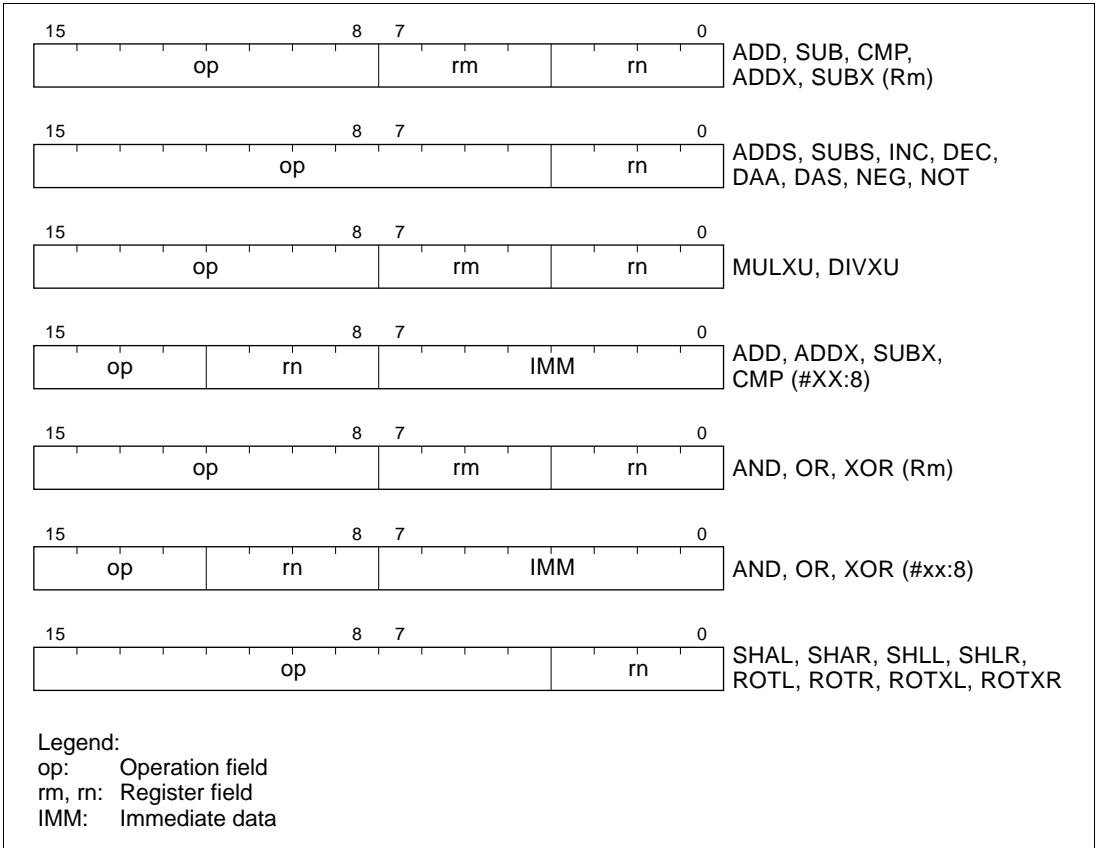 15 8 7 0
op rm rn
ADD, SUB, CMP,
ADDX, SUBX (Rm)
15 8 7 0
op rn
ADDS, SUBS, INC, DEC,
DAA, DAS, NEG, NOT
15 8 7 0
op rm rn
MULXU, DIVXU
15 8 7 0
op rn IMM
ADD, ADDX, SUBX,
CMP (#XX:8)
15 8 7 0
op rm rn
AND, OR, XOR (Rm)
15 8 7 0
op rn IMM
AND, OR, XOR (#xx:8)
15 8 7 0
op rn
SHAL, SHAR, SHLL, SHLR,
ROTL, ROTR, ROTXL, ROTXR
Legend:
op: Operation field
rm, rn: Register field
IMM: Immediate data